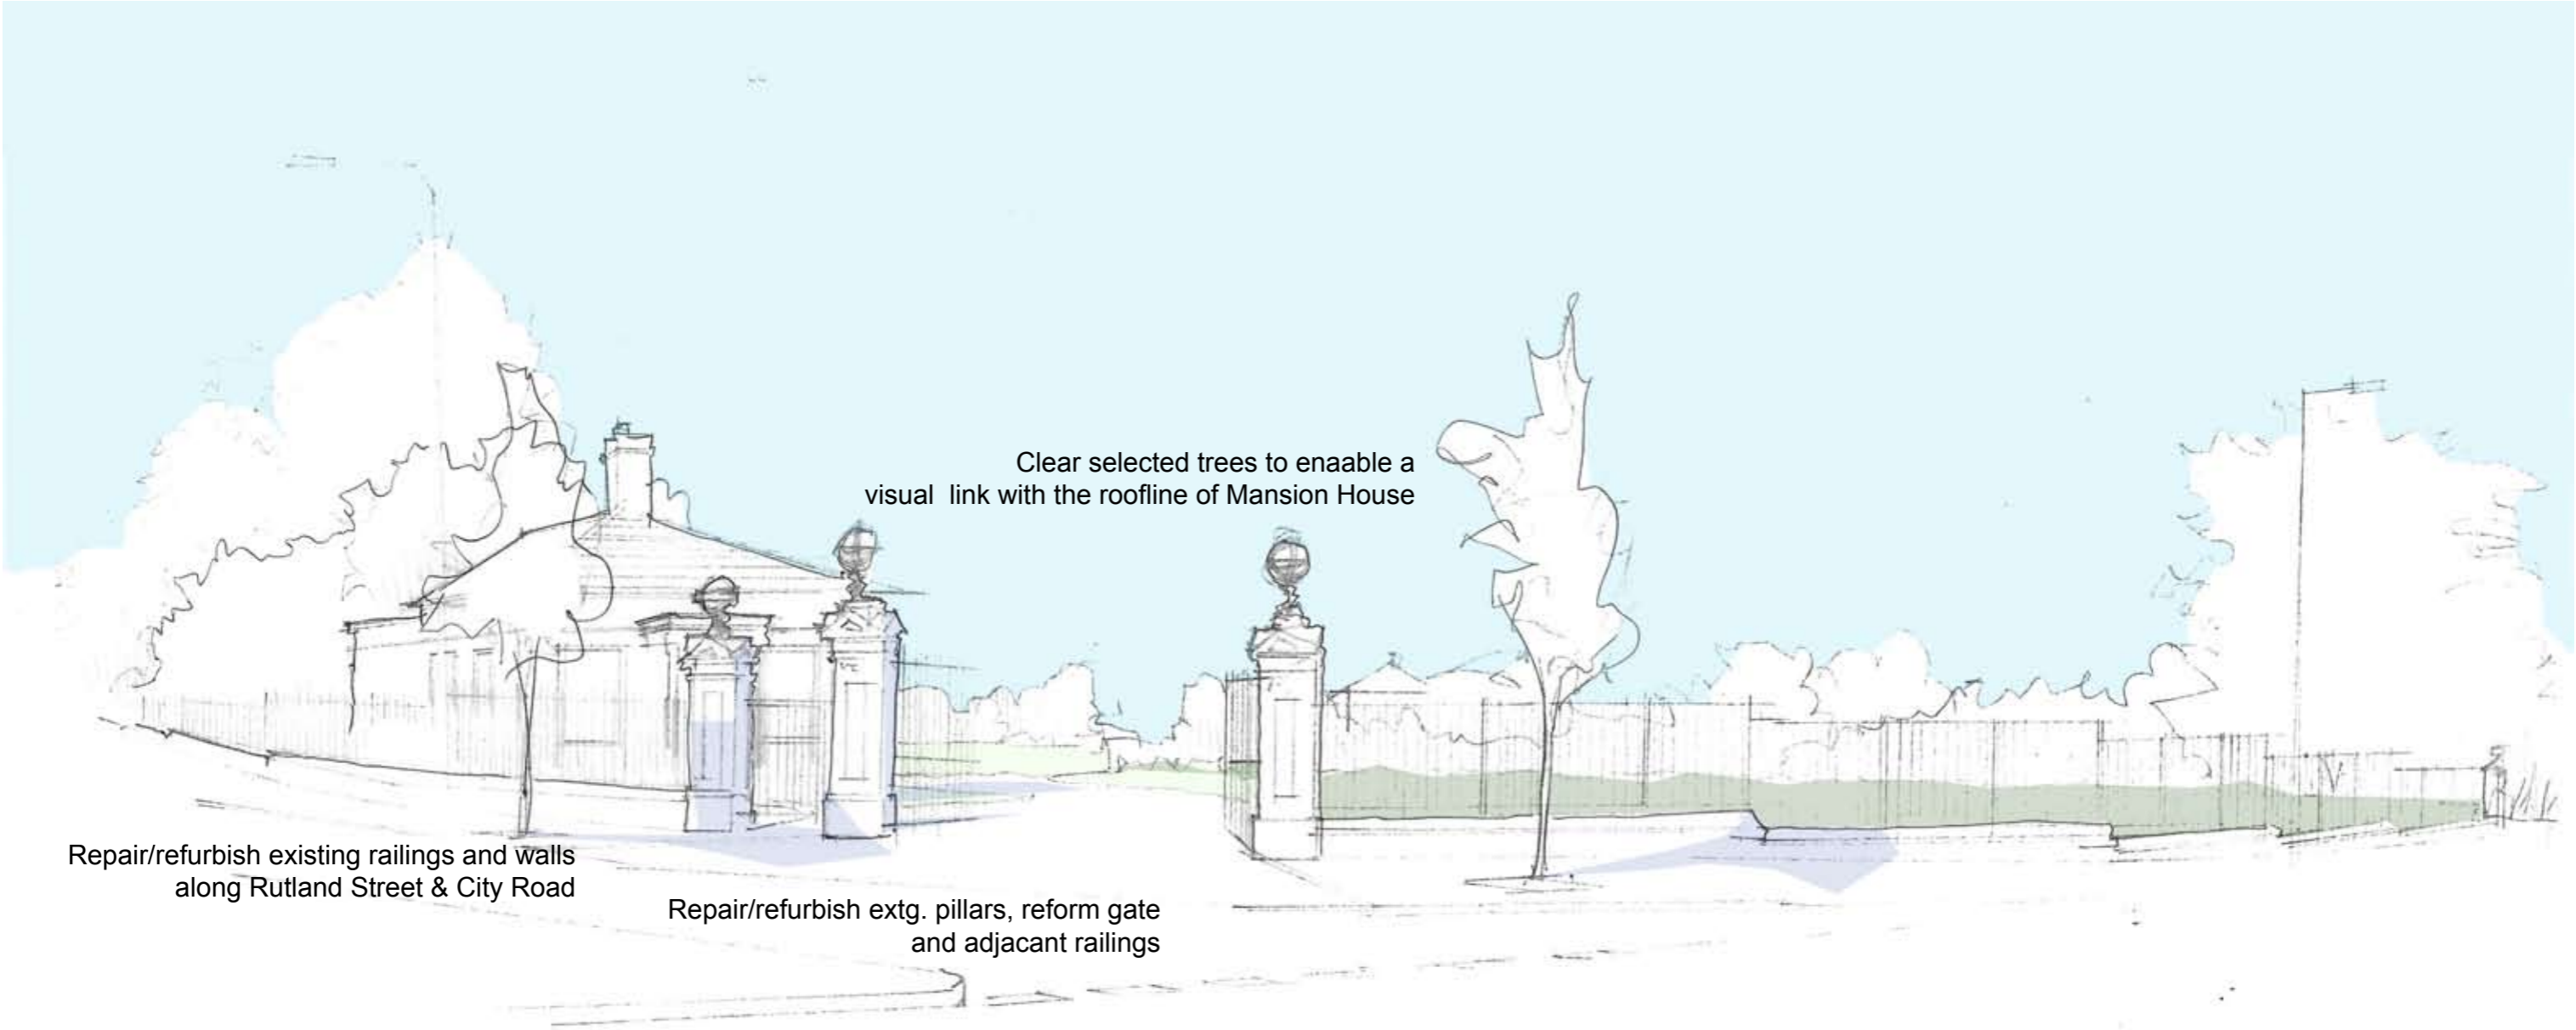 Clear selected trees to enaable a
visual link with the roofline of Mansion House
Repair/refurbish existing railings and walls
along Rutland Street & City Road
Repair/refurbish extg. pillars, reform gate
and adjacant railings